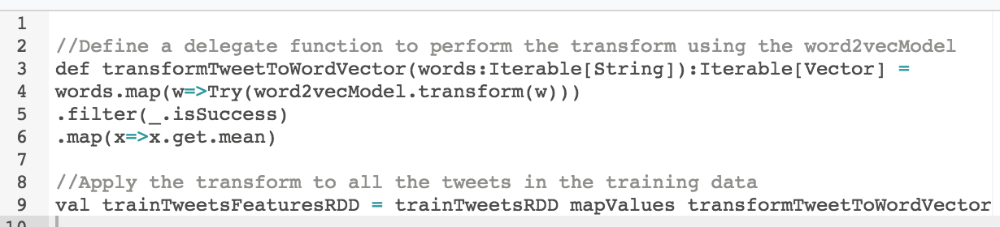 1
2 //Define a delegate function to perform the transform using the word2vecModel
3 def transformTweetToWordVector(words:Iterable[String]):Iterable[Vector] =
4 words.map(w=>Try(word2vecModel.transform(w)))
5 .filter(_.isSuccess)
6 .map(x=>x.get.mean)
7
8 //Apply the transform to all the tweets in the training data
9 val trainTweetsFeaturesRDD = trainTweetsRDD mapValues transformTweetToWordVector
10